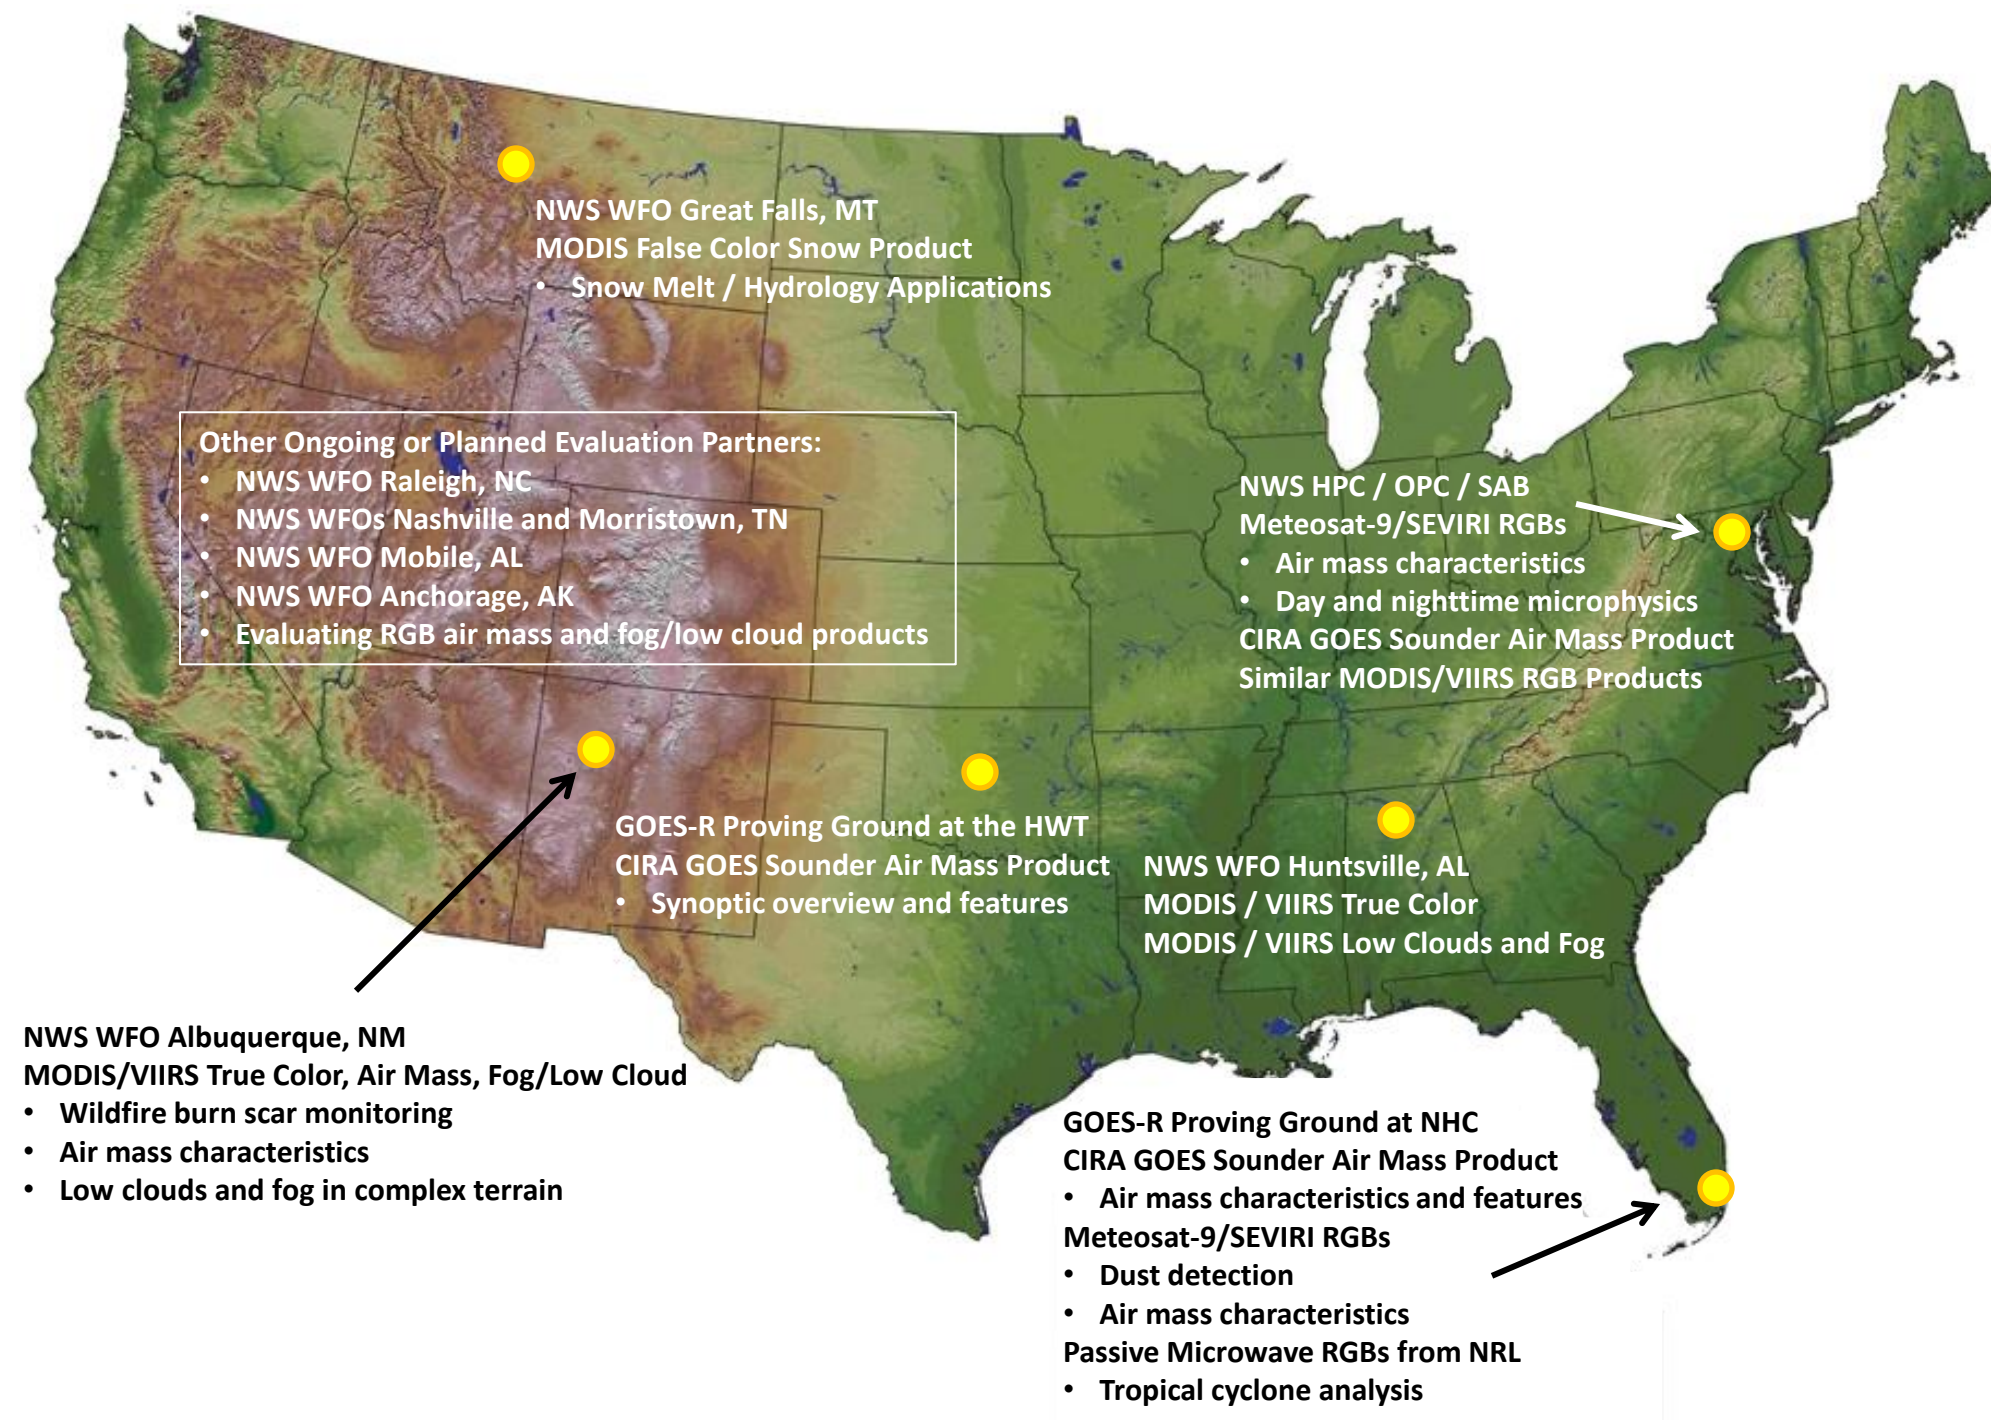 NWS WFO Great Falls, MT
MODIS False Color Snow Product
• Snow Melt / Hydrology Applications
Other Ongoing or Planned Evaluation Partners:
• NWS WFO Raleigh, NC
• NWS WFOs Nashville and Morristown, TN
• NWS WFO Mobile, AL
• NWS WFO Anchorage, AK
• Evaluating RGB air mass and fog/low cloud products
NWS HPC / OPC / SAB
Meteosat-9/SEVIRI RGBs
• Air mass characteristics
• Day and nighttime microphysics
CIRA GOES Sounder Air Mass Product
Similar MODIS/VIIRS RGB Products
GOES-R Proving Ground at the HWT
CIRA GOES Sounder Air Mass Product
• Synoptic overview and features
NWS WFO Huntsville, AL
MODIS / VIIRS True Color
MODIS / VIIRS Low Clouds and Fog
NWS WFO Albuquerque, NM
MODIS/VIIRS True Color, Air Mass, Fog/Low Cloud
• Wildfire burn scar monitoring
• Air mass characteristics
• Low clouds and fog in complex terrain
GOES-R Proving Ground at NHC
CIRA GOES Sounder Air Mass Product
• Air mass characteristics and features
Meteosat-9/SEVIRI RGBs
• Dust detection
• Air mass characteristics
Passive Microwave RGBs from NRL
• Tropical cyclone analysis